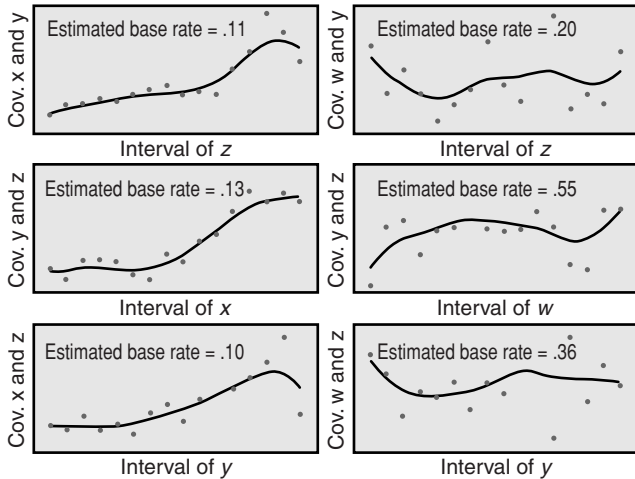 Cov. x and y
Estimated base rate = .11
Interval of z
Cov. w and y
Estimated base rate = .20
Interval of z
Cov. y and z
Estimated base rate = .13
Interval of x
Cov. y and z
Estimated base rate = .55
Interval of w
Cov. x and z
Estimated base rate = .10
Interval of y
Cov. w and z
Estimated base rate = .36
Interval of y